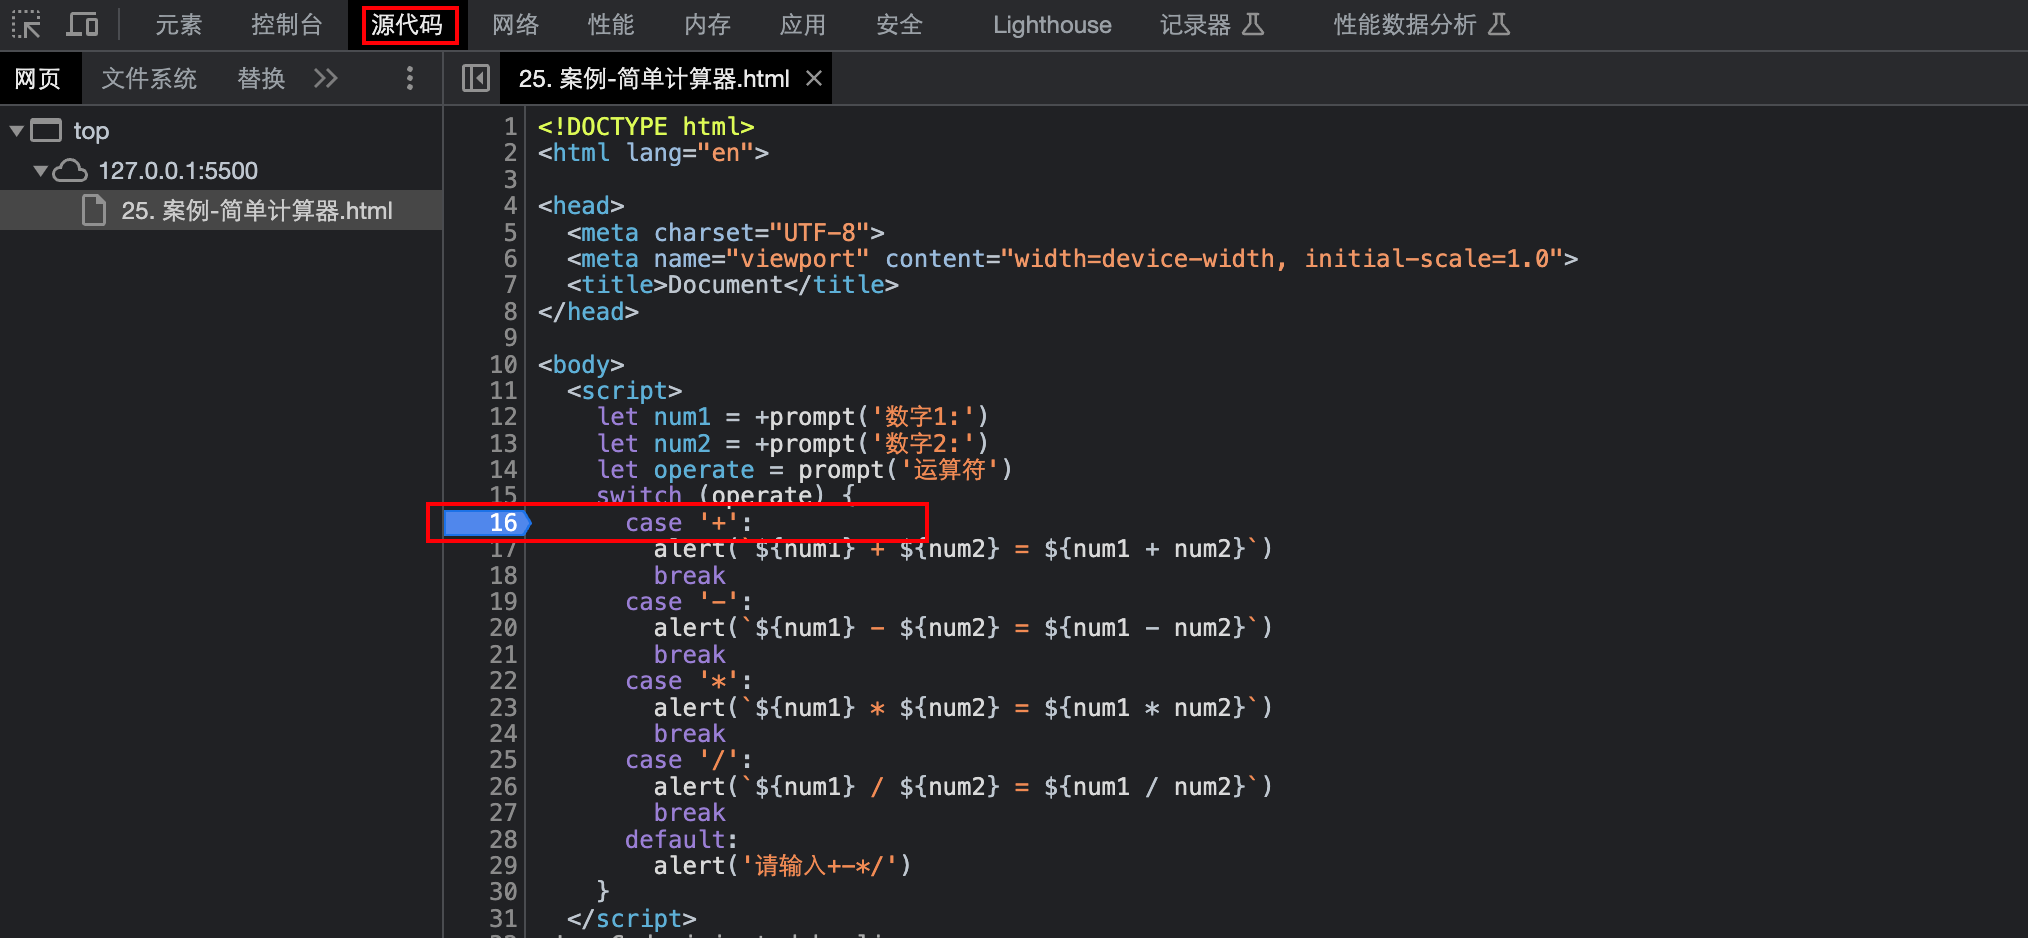 元素 控制台 源代码 网络 性能 内存 应用 安全 Lighthouse 记录器 性能数据分析
网页 文件系统 替换
25. 案例-简单计算器.html
top
127.0.0.1:5500
25. 案例-简单计算器.html
1 <!DOCTYPE html>
2 <html lang="en">
3
4 <head>
5 <meta charset="UTF-8">
6 <meta name="viewport" content="width=device-width, initial-scale=1.0">
7 <title>Document</title>
8 </head>
9
10 <body>
11 <script>
12 let num1 = +prompt('数字1:')
13 let num2 = +prompt('数字2:')
14 let operate = prompt('运算符')
15 switch (operate) {
16 case '+':
17 alert(`${num1} + ${num2} = ${num1 + num2}`)
18 break
19 case '-':
20 alert(`${num1} - ${num2} = ${num1 - num2}`)
21 break
22 case '*':
23 alert(`${num1} * ${num2} = ${num1 * num2}`)
24 break
25 case '/':
26 alert(`${num1} / ${num2} = ${num1 / num2}`)
27 break
28 default:
29 alert('请输入+-*/')
30 }
31 </script>